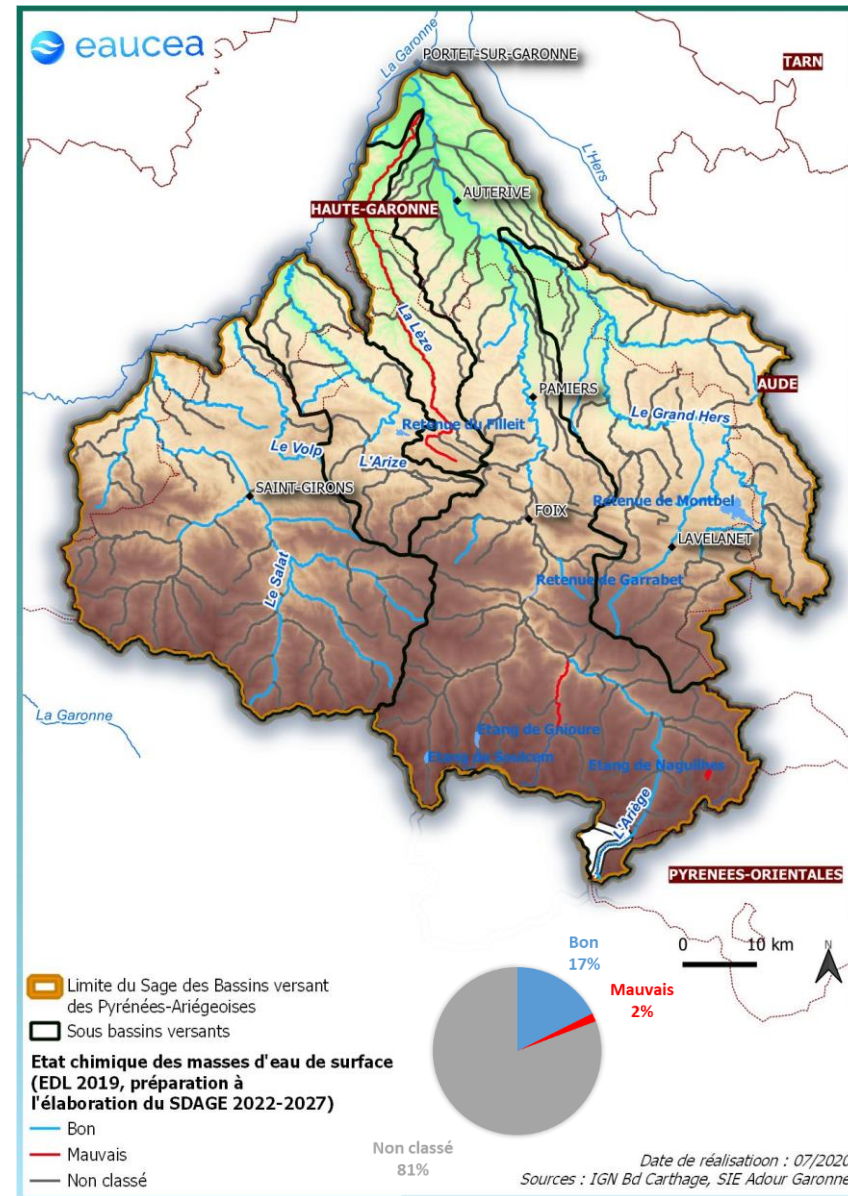 eaucea
La Garonne
PORTET-SUR-GARONNE
TARN
L'Hers
AUTERIVE
HAUTE-GARONNE
La Lèze
PAMIERS
AUDE
Le Grand Hers
Retenue du Filleit
Le Volp
L'Arize
SAINT-GIRONS
Retenue de Montbel
FOIX
LAVELANET
Le Salat
Retenue de Garrabet
La Garonne
Etang de Gnioure
Etang de Soulcem
Etang de Naguilhes
L'Ariège
PYRENEES-ORIENTALES
0 10 km
N
Bon
17%
Mauvais
2%
Non classé
81%
Limite du Sage des Bassins versant
des Pyrénées-Ariégeoises
Sous bassins versants
Etat chimique des masses d'eau de surface
(EDL 2019, préparation à
l'élaboration du SDAGE 2022-2027)
Bon
Mauvais
Non classé
Date de réalisatioon : 07/2020
Sources : IGN Bd Carthage, SIE Adour Garonne